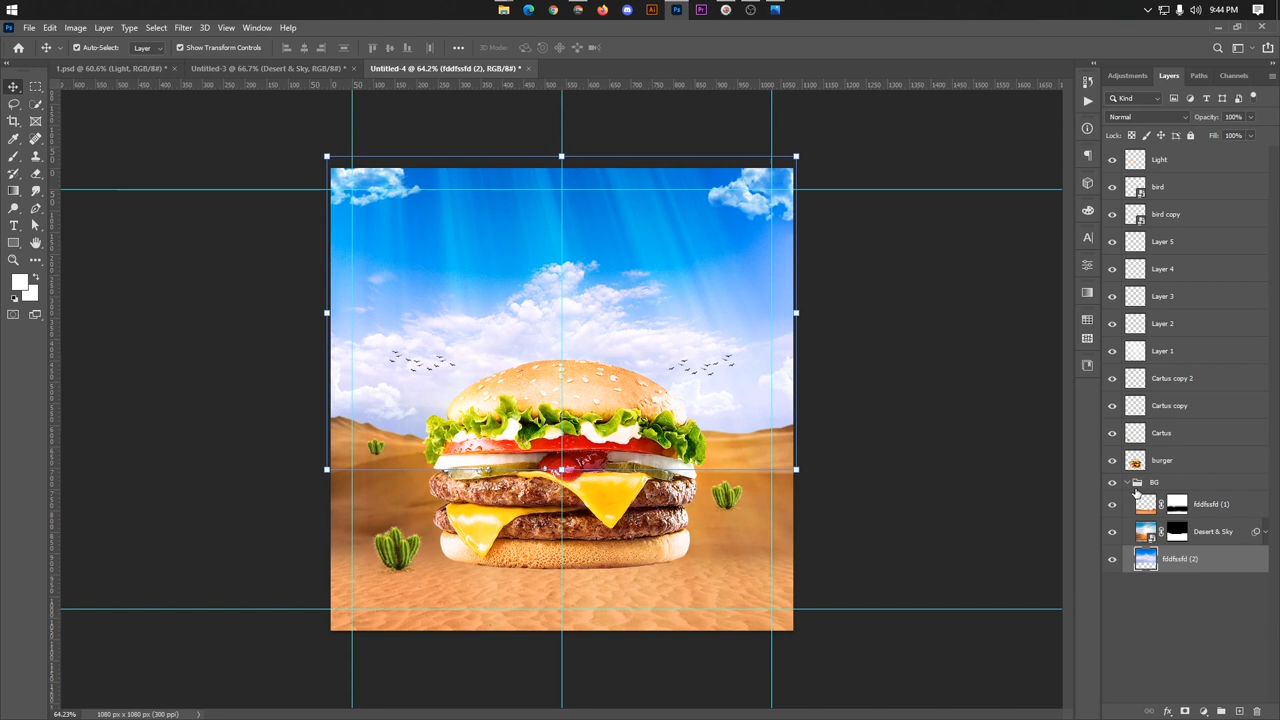 9:44 PM
File Edit Image Layer Type Select Filter 3D View Window Help
Auto-Select: Layer Show Transform Controls 3D Mode:
1.psd @ 60.6% (Light, RGB/8#) * × Untitled-3 @ 66.7% (Desert & Sky, RGB/8#) * × Untitled-4 @ 64.2% (fddfssfd (2), RGB/8#) * ×
Adjustments Layers Paths Channels
Kind
Normal Opacity: 100%
Lock: Fill: 100%
Light
bird
bird copy
Layer 5
Layer 4
Layer 3
Layer 2
Layer 1
Cartus copy 2
Cartus copy
Cartus
burger
BG
fddfssfd (1)
Desert & Sky
fddfssfd (2)
64.23% 1080 px x 1080 px (300 ppi)